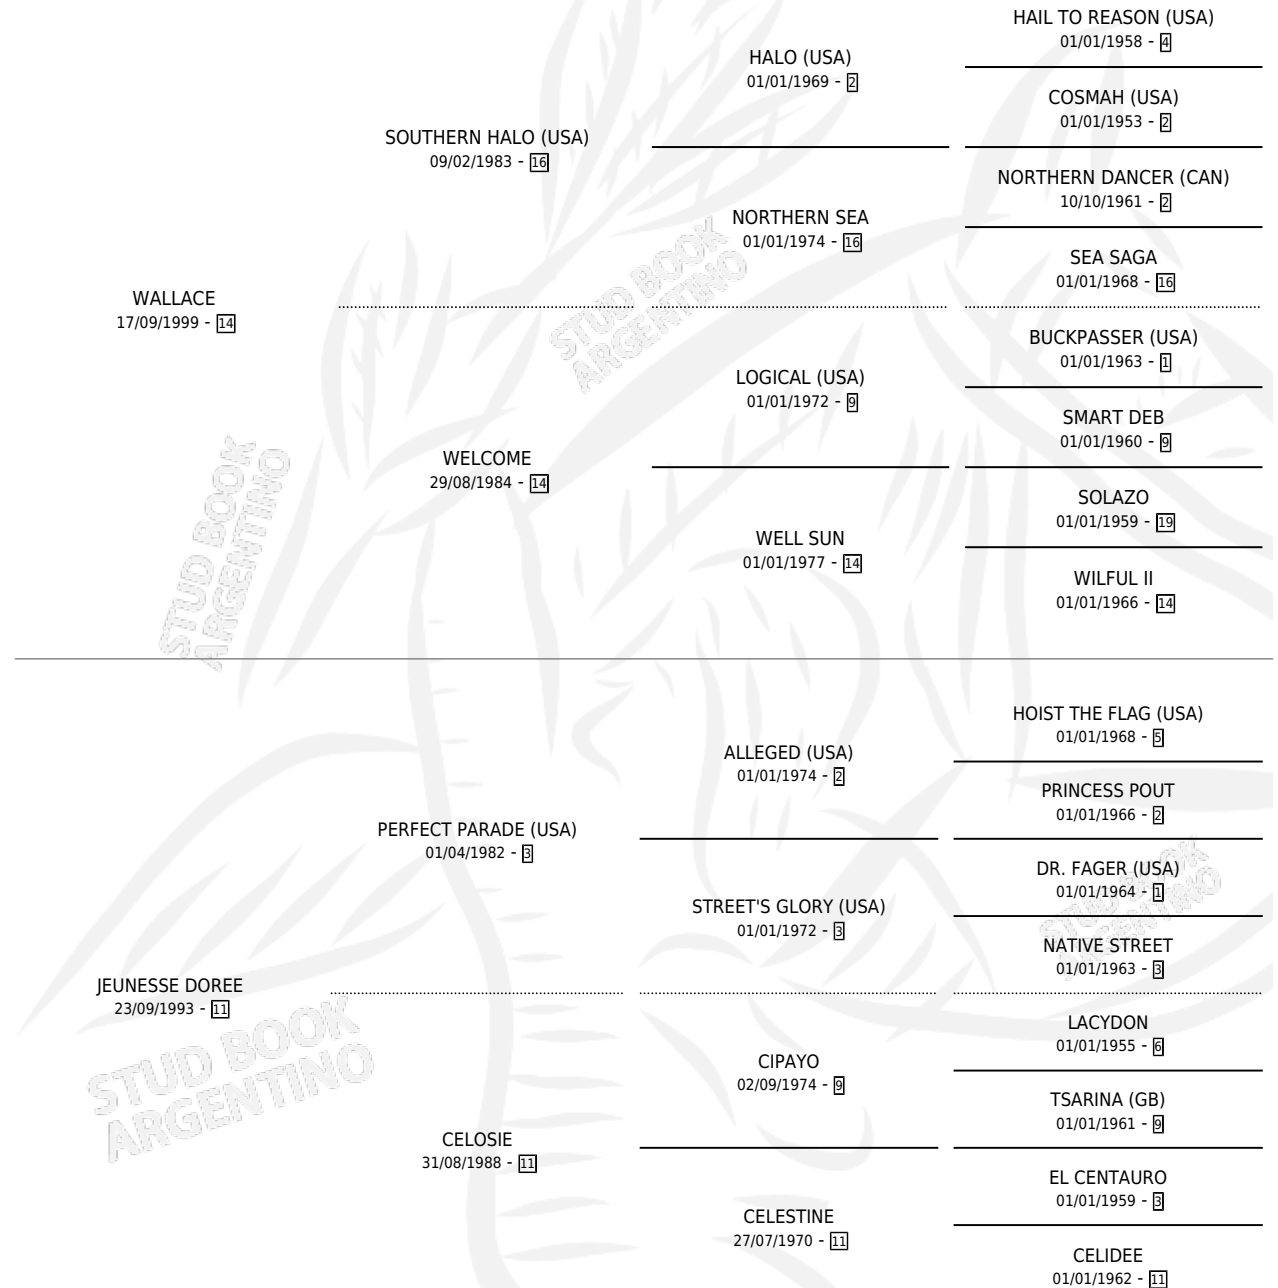 HAIL TO REASON (USA)
01/01/1958 - 4
HALO (USA)
01/01/1969 - 2
COSMAH (USA)
01/01/1953 - 2
SOUTHERN HALO (USA)
09/02/1983 - 16
NORTHERN DANCER (CAN)
10/10/1961 - 2
NORTHERN SEA
01/01/1974 - 16
SEA SAGA
01/01/1968 - 16
WALLACE
17/09/1999 - 14
BUCKPASSER (USA)
01/01/1963 - 1
LOGICAL (USA)
01/01/1972 - 9
SMART DEB
01/01/1960 - 9
WELCOME
29/08/1984 - 14
SOLAZO
01/01/1959 - 19
WELL SUN
01/01/1977 - 14
WILFUL II
01/01/1966 - 14
HOIST THE FLAG (USA)
01/01/1968 - 5
ALLEGED (USA)
01/01/1974 - 2
PRINCESS POUT
01/01/1966 - 2
PERFECT PARADE (USA)
01/04/1982 - 3
DR. FAGER (USA)
01/01/1964 - 1
STREET'S GLORY (USA)
01/01/1972 - 3
NATIVE STREET
01/01/1963 - 3
JEUNESSE DOREE
23/09/1993 - 11
LACYDON
01/01/1955 - 6
CIPAYO
02/09/1974 - 9
TSARINA (GB)
01/01/1961 - 9
CELOSIE
31/08/1988 - 11
EL CENTAURO
01/01/1959 - 3
CELESTINE
27/07/1970 - 11
CELIDEE
01/01/1962 - 11
STUD BOOK
ARGENTINO
STUD BOOK
ARGENTINO
STUD BOOK
ARGENTINO
STUD BOOK
ARGENTINO